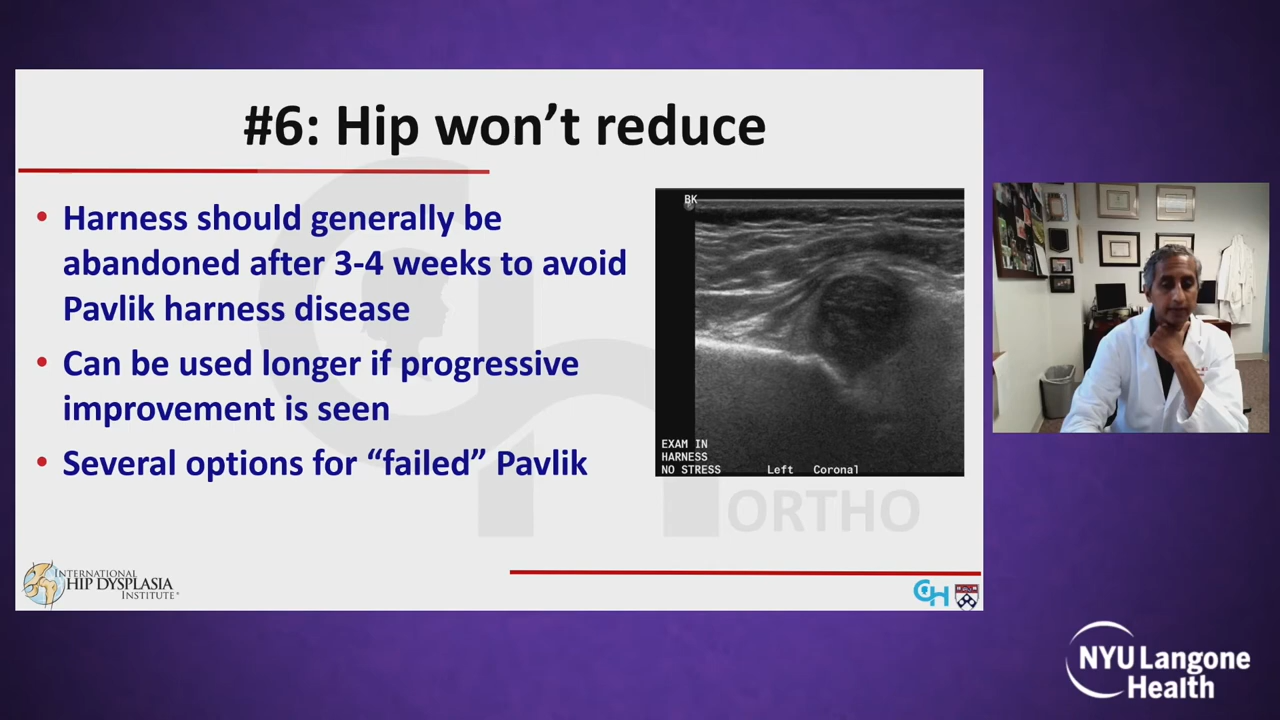 #6: Hip won't reduce
• Harness should generally be
abandoned after 3-4 weeks to avoid
Pavlik harness disease
• Can be used longer if progressive
improvement is seen
• Several options for “failed” Pavlik
BK
EXAM IN
HARNESS
NO STRESS Left Coronal
ORTHO
INTERNATIONAL
HIP DYSPLASIA
INSTITUTE
CH
NYU Langone
Health